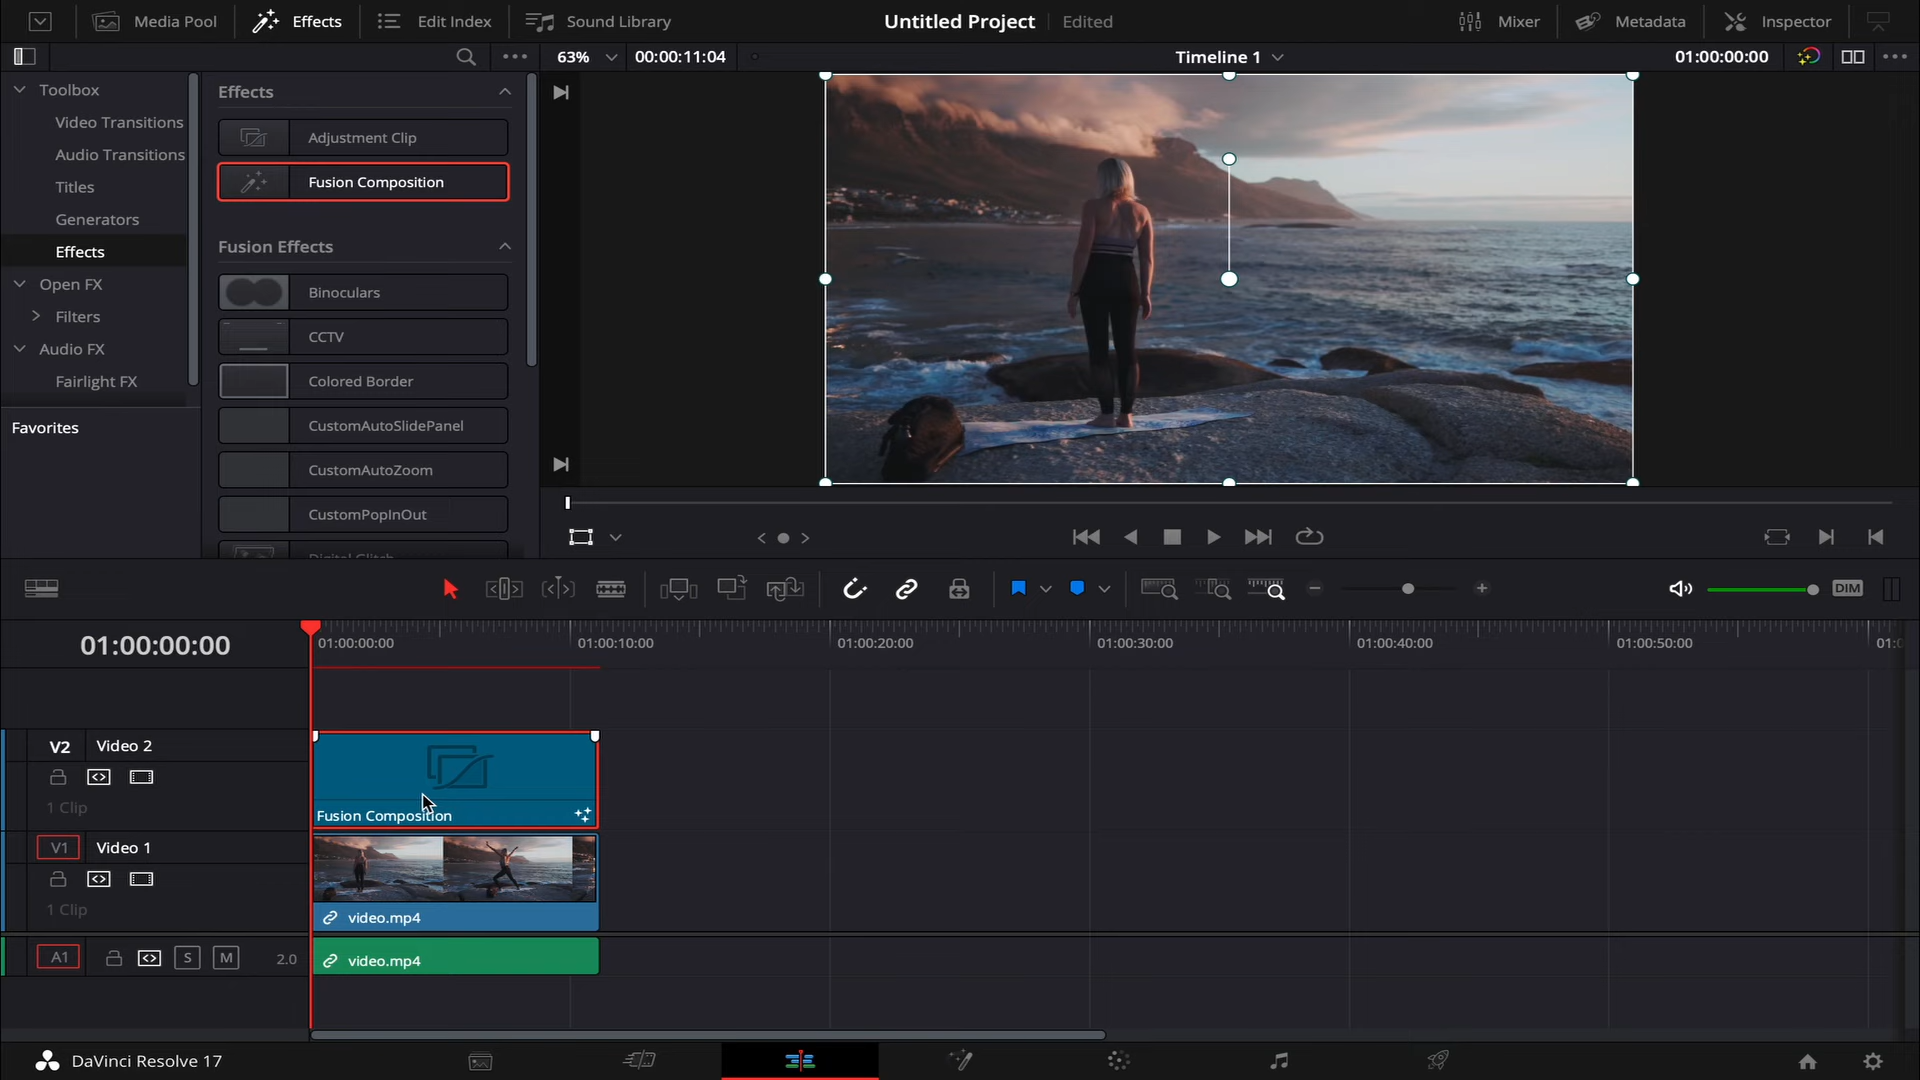 Media Pool
Effects
Edit Index
Sound Library
Untitled Project
Edited
Mixer
Metadata
Inspector
63%
00:00:11:04
Timeline 1
01:00:00:00
Toolbox
Video Transitions
Audio Transitions
Titles
Generators
Effects
Open FX
Filters
Audio FX
Fairlight FX
Favorites
Effects
Adjustment Clip
Fusion Composition
Fusion Effects
Binoculars
CCTV
Colored Border
CustomAutoSlidePanel
CustomAutoZoom
CustomPopInOut
Digital Glitch
DIM
01:00:00:00
01:00:00:00
01:00:10:00
01:00:20:00
01:00:30:00
01:00:40:00
01:00:50:00
01:0
V2
Video 2
1 Clip
Fusion Composition
V1
Video 1
1 Clip
video.mp4
A1
S
M
2.0
video.mp4
DaVinci Resolve 17